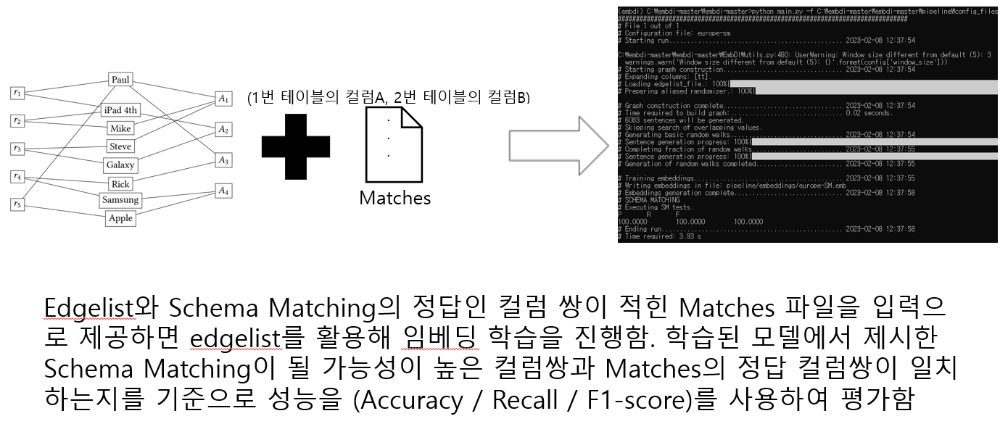 r1
r2
r3
r4
r5
Paul
iPad 4th
Mike
Steve
Galaxy
Rick
Samsung
Apple
A1
A2
A3
A4
(1번 테이블의 컬럼A, 2번 테이블의 컬럼B)
Matches
(embdi) C:\embdi-master\embdi-master>python main.py -f C:\embdi-master\embdi-master\pipeline\config_files
################################################################################
# File 1 out of 1
# Configuration file: europe-sm
# Starting run.............................................. 2023-02-08 12:37:54
C:\embdi-master\embdi-master\EmbDI\utils.py:460: UserWarning: Window size different from default (5): 3
warnings.warn('Window size different from default (5): {}'.format(config['window_size']))
# Starting graph construction............................... 2023-02-08 12:37:54
# Expanding columns: [tt].
# Loading edgelist_file.: 100%|
# Preparing aliased randomizer.: 100%|
# Graph construction complete............................... 2023-02-08 12:37:54
# Time required to build graph:............................. 0.02 seconds.
# 6083 sentences will be generated.
# Skipping search of overlapping values.
# Generating basic random walks............................. 2023-02-08 12:37:54
# Sentence generation progress: 100%|
# Completing fraction of random walks....................... 2023-02-08 12:37:55
# Sentence generation progress: 100%|
# Generation of random walks completed...................... 2023-02-08 12:37:55
# Training embeddings....................................... 2023-02-08 12:37:55
# Writing embeddings in file: pipeline/embeddings/europe-SM.emb
# Embeddings generation complete............................ 2023-02-08 12:37:58
# SCHEMA MATCHING
# Executing SM tests.
P R F
100.0000 100.0000 100.0000
# Ending run................................................ 2023-02-08 12:37:58
# Time required: 3.93 s
Edgelist와 Schema Matching의 정답인 컬럼 쌍이 적힌 Matches 파일을 입력으
로 제공하면 edgelist를 활용해 임베딩 학습을 진행함. 학습된 모델에서 제시한
Schema Matching이 될 가능성이 높은 컬럼쌍과 Matches의 정답 컬럼쌍이 일치
하는지를 기준으로 성능을 (Accuracy / Recall / F1-score)를 사용하여 평가함